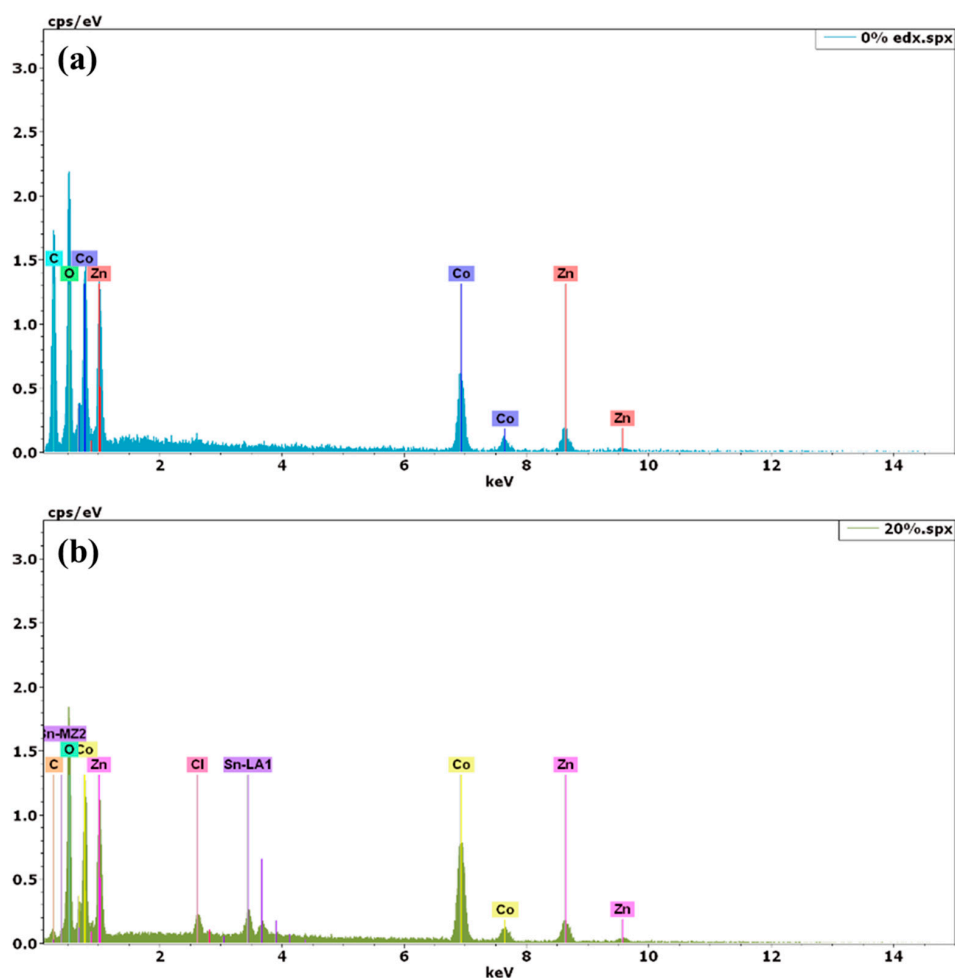 cps/eV
(a)
0% edx.spx
3.0
2.5
2.0
1.5
1.0
0.5
0.0
C
O
Co
Zn
Co
Co
Zn
Zn
2 4 6 8 10 12 14
keV
cps/eV
(b)
20%.spx
3.0
2.5
2.0
1.5
1.0
0.5
0.0
Sn-MZ2
O
Co
C
Zn
Cl
Sn-LA1
Co
Co
Zn
Zn
2 4 6 8 10 12 14
keV